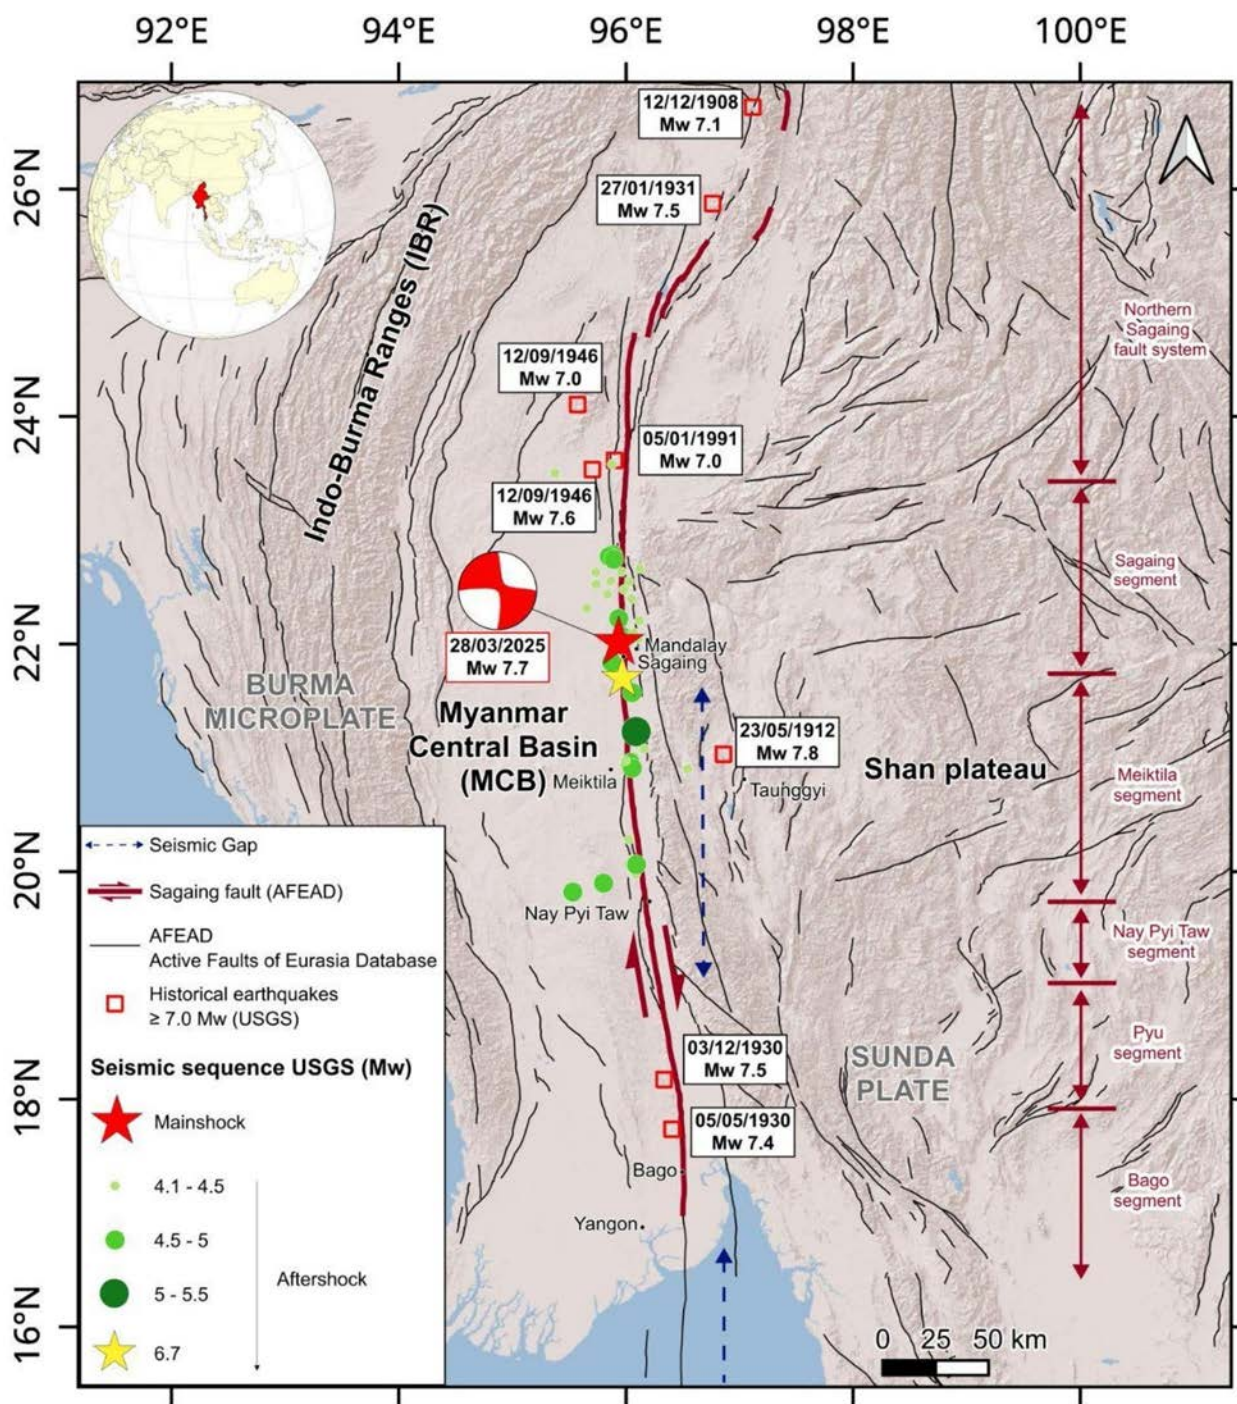 92°E 94°E 96°E 98°E 100°E
26°N
24°N
22°N
20°N
18°N
16°N
12/12/1908
Mw 7.1
27/01/1931
Mw 7.5
Indo-Burma Ranges (IBR)
Northern
Sagaing
fault system
12/09/1946
Mw 7.0
05/01/1991
Mw 7.0
12/09/1946
Mw 7.6
Sagaing
segment
28/03/2025
Mw 7.7
Mandalay
Sagaing
BURMA
MICROPLATE
Myanmar
Central Basin
(MCB)
23/05/1912
Mw 7.8
Meiktila
Taunggyi
Shan plateau
Meiktila
segment
Nay Pyi Taw
Nay Pyi Taw
segment
03/12/1930
Mw 7.5
SUNDA
PLATE
Pyu
segment
05/05/1930
Mw 7.4
Bago
Bago
segment
Yangon
Seismic Gap
Sagaing fault (AFEAD)
AFEAD
Active Faults of Eurasia Database
Historical earthquakes
≥ 7.0 Mw (USGS)
Seismic sequence USGS (Mw)
Mainshock
4.1 - 4.5
4.5 - 5
5 - 5.5
6.7
Aftershock
0 25 50 km